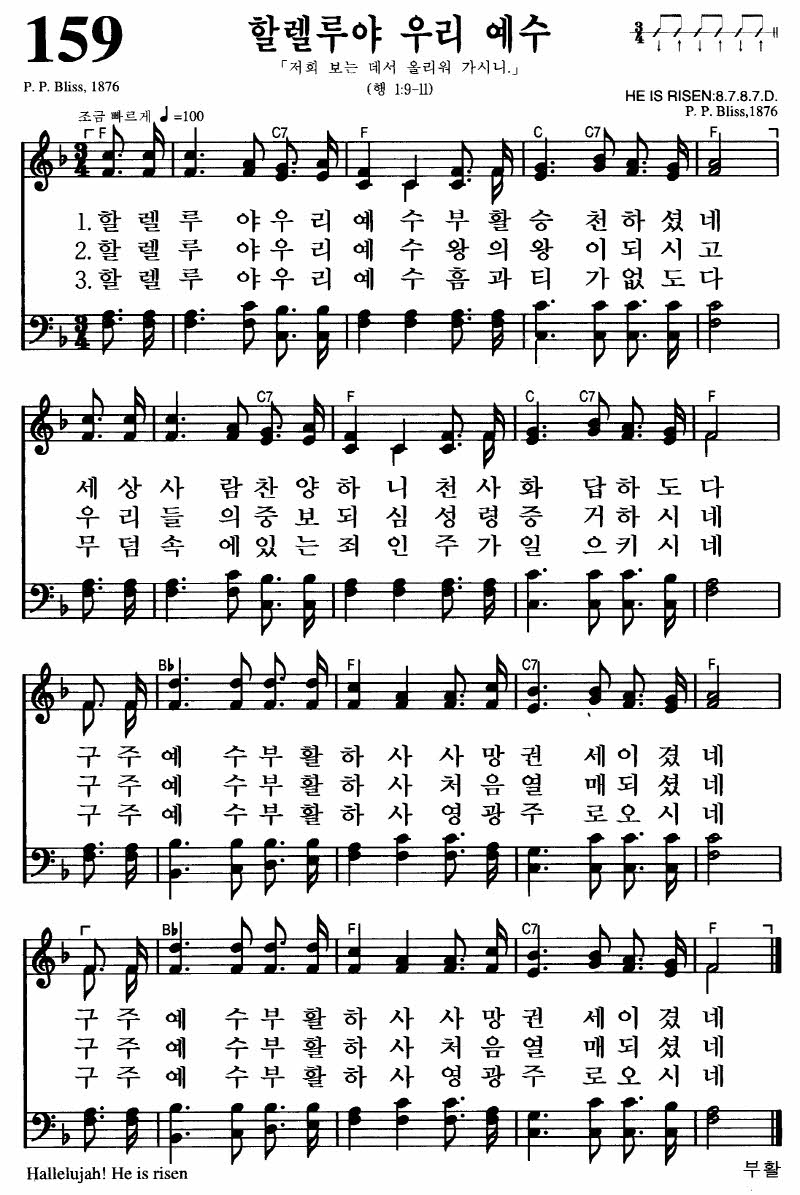 159
할렐루야 우리 예수
「저희 보는 데서 올리워 가시니.」
(행 1:9-11)
3/4
P. P. Bliss, 1876
HE IS RISEN:8.7.8.7.D.
P. P. Bliss,1876
조금 빠르게 ♩=100
F C7 F C C7 F
1. 할 렐 루 야 우 리 예 수 부 활 승 천 하 셨 네
2. 할 렐 루 야 우 리 예 수 왕 의 왕 이 되 시 고
3. 할 렐 루 야 우 리 예 수 흠 과 티 가 없 도 다
C7 F C C7 F
세 상 사 람 찬 양 하 니 천 사 화 답 하 도 다
우 리 들 의 중 보 되 심 성 령 증 거 하 시 네
무 덤 속 에 있 는 죄 인 주 가 일 으 키 시 네
B♭ F C7 F
구 주 예 수 부 활 하 사 사 망 권 세 이 겼 네
구 주 예 수 부 활 하 사 처 음 열 매 되 셨 네
구 주 예 수 부 활 하 사 영 광 주 로 오 시 네
B♭ F C7 F
구 주 예 수 부 활 하 사 사 망 권 세 이 겼 네
구 주 예 수 부 활 하 사 처 음 열 매 되 셨 네
구 주 예 수 부 활 하 사 영 광 주 로 오 시 네
Hallelujah! He is risen
부활